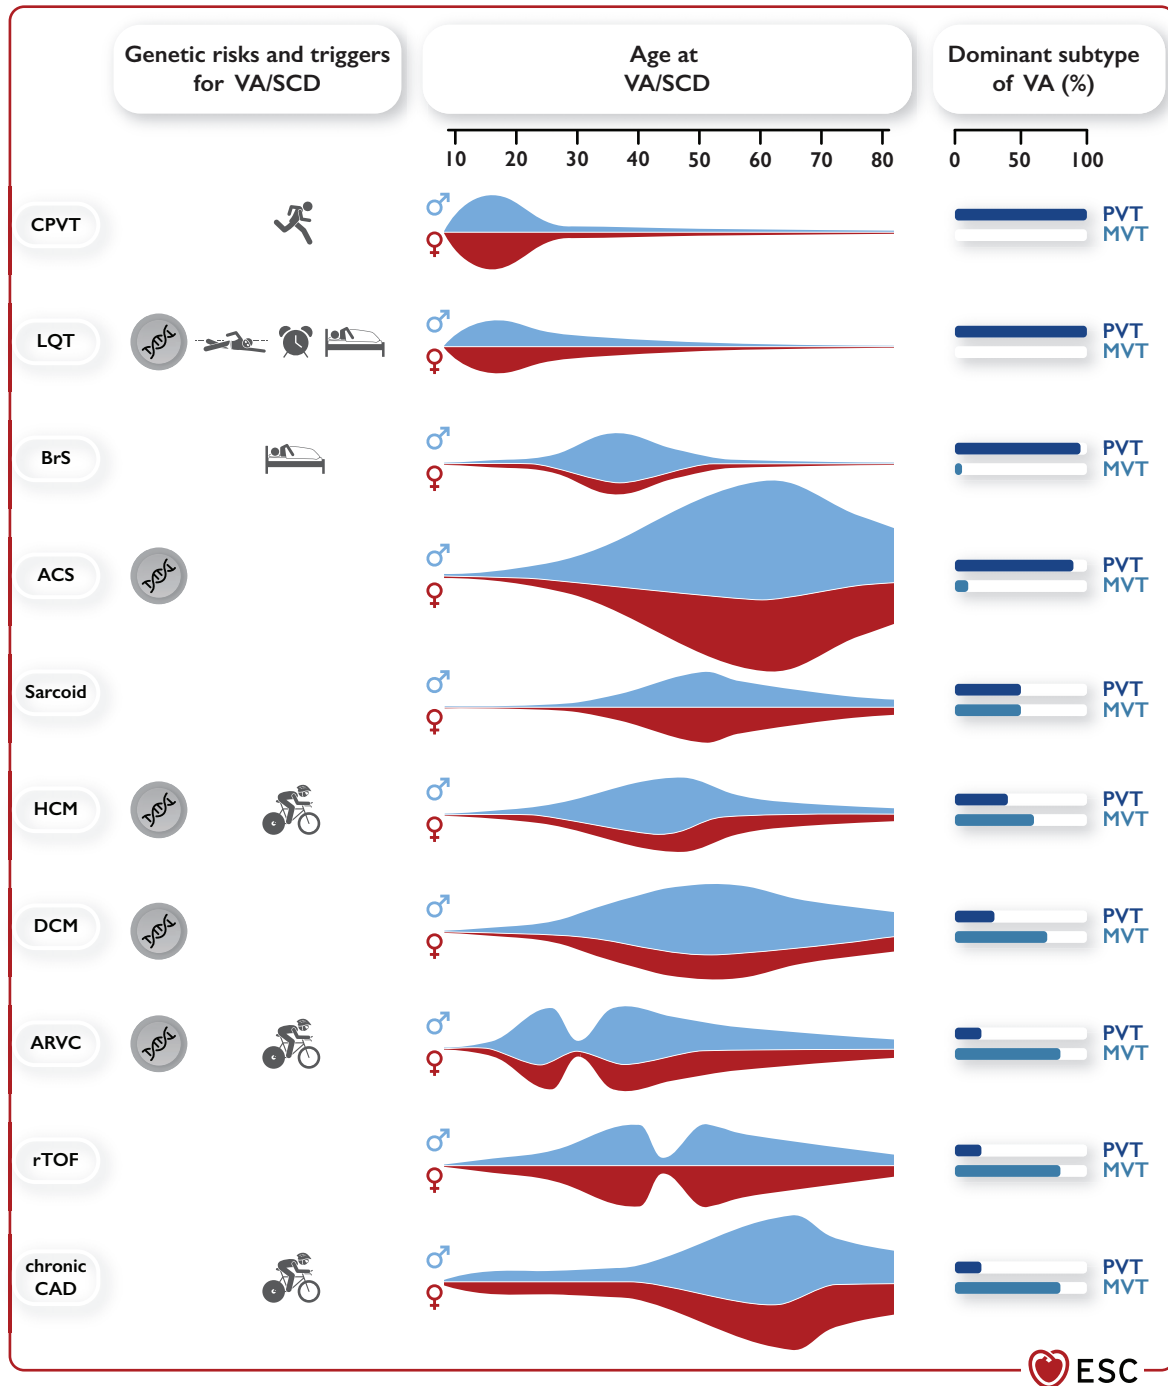 Genetic risks and triggers
for VA/SCD
Age at
VA/SCD
Dominant subtype
of VA (%)
10 20 30 40 50 60 70 80
0 50 100
CPVT
♂
♀
PVT
MVT
LQT
♂
♀
PVT
MVT
BrS
♂
♀
PVT
MVT
ACS
♂
♀
PVT
MVT
Sarcoid
♂
♀
PVT
MVT
HCM
♂
♀
PVT
MVT
DCM
♂
♀
PVT
MVT
ARVC
♂
♀
PVT
MVT
rTOF
♂
♀
PVT
MVT
chronic
CAD
♂
♀
PVT
MVT
ESC